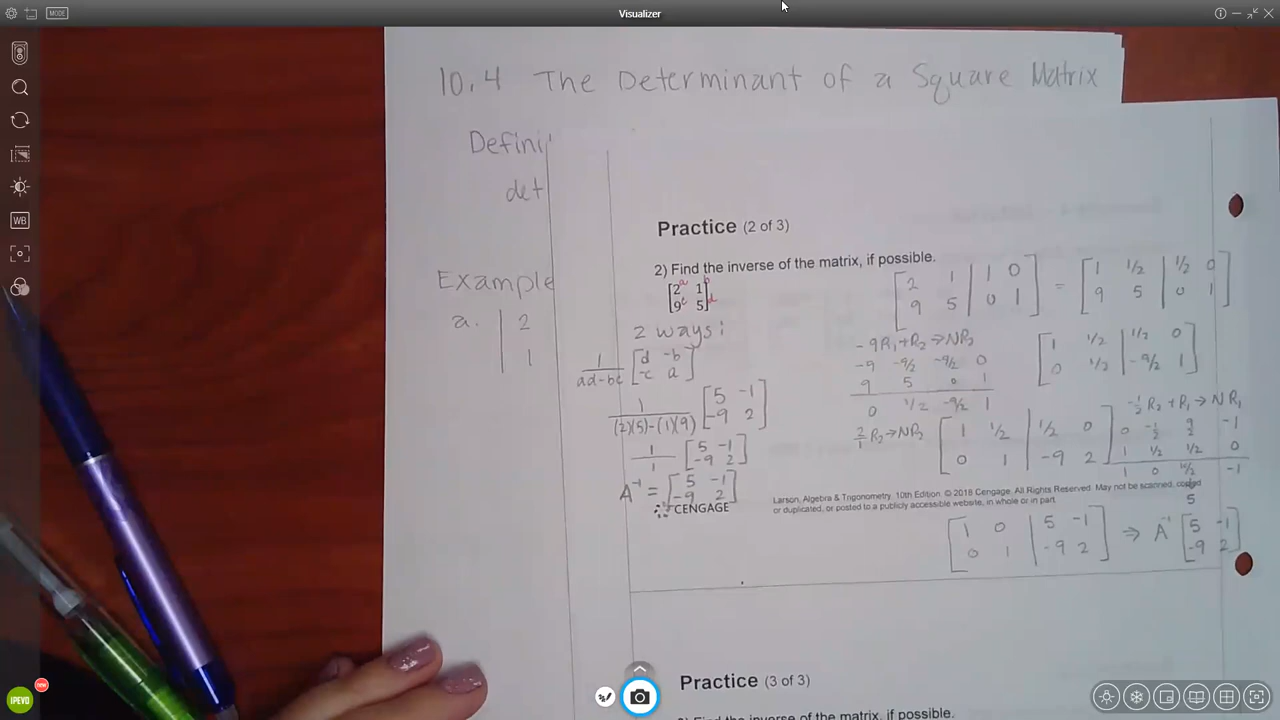 MODE
Visualizer
10.4 The Determinant of a Square Matrix
Defini
det
Example
a. | 2
| 1
Practice (2 of 3)
2) Find the inverse of the matrix, if possible.
[2 a 1 b
9 c 5 d]
2 ways:
1/(ad-bc) [d -b
-c a]
1/((2)(5)-(1)(9)) [5 -1
-9 2]
1/1 [5 -1
-9 2]
A⁻¹ = [5 -1
-9 2]
CENGAGE
[2 1 | 1 0
9 5 | 0 1] = [1 1/2 | 1/2 0
9 5 | 0 1]
-9R₁+R₂→NR₂
-9 -9/2 -9/2 0
9 5 0 1
0 1/2 -9/2 1
[1 1/2 | 1/2 0
0 1/2 | -9/2 1]
2/1 R₂→NR₂
[1 1/2 | 1/2 0
0 1 | -9 2]
-1/2 R₂ + R₁ → NR₁
0 -1/2 9/2 -1
1 1/2 1/2 0
1 0 -1
5
Larson, Algebra & Trigonometry, 10th Edition. © 2018 Cengage. All Rights Reserved. May not be scanned, copied
or duplicated, or posted to a publicly accessible website, in whole or in part.
[1 0 | 5 -1
0 1 | -9 2] ⇒ A⁻¹ [5 -1
-9 2]
Practice (3 of 3)
Find the inverse of the matrix, if possible.
WB
IPEVO
new